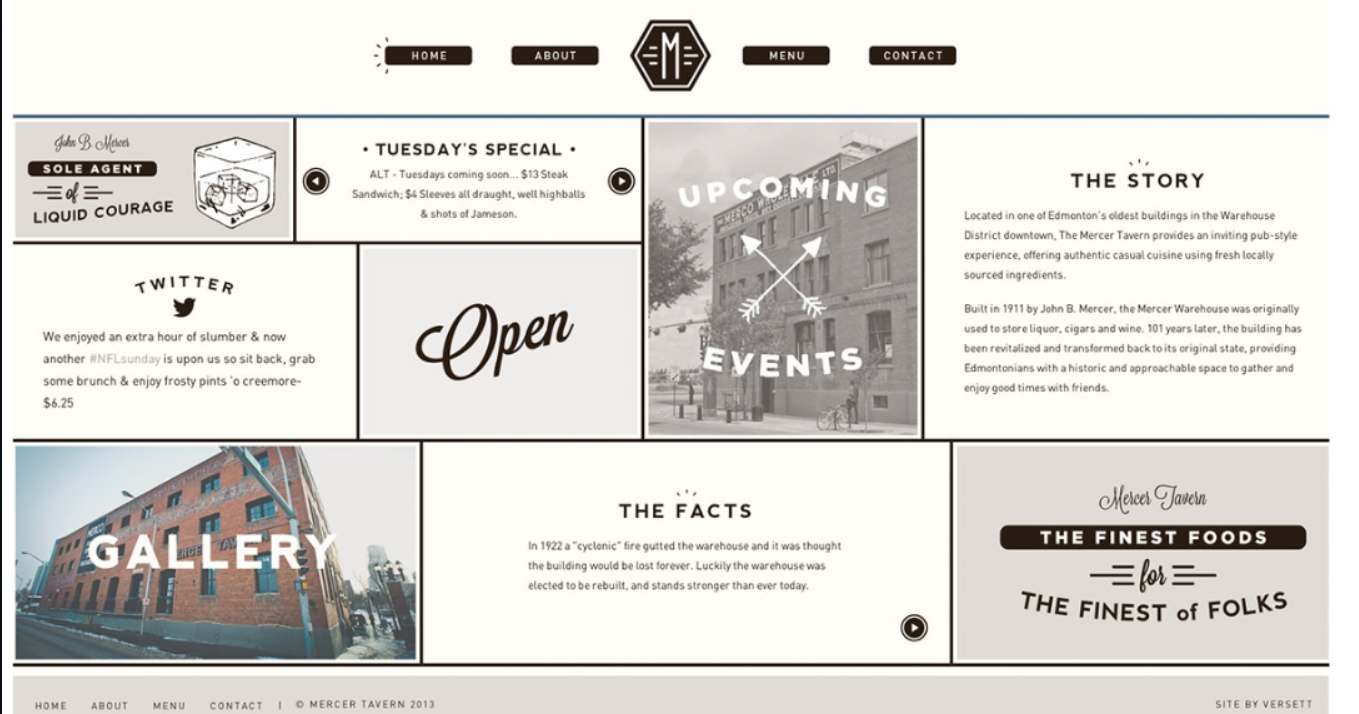 HOME
ABOUT
M
MENU
CONTACT
John B. Mercer
SOLE AGENT
of
LIQUID COURAGE
• TUESDAY'S SPECIAL •
ALT - Tuesdays coming soon... $13 Steak
Sandwich; $4 Sleeves all draught, well highballs
& shots of Jameson.
TWITTER
We enjoyed an extra hour of slumber & now
another #NFLsunday is upon us so sit back, grab
some brunch & enjoy frosty pints 'o creemore-
$6.25
Open
UPCOMING
EVENTS
THE STORY
Located in one of Edmonton's oldest buildings in the Warehouse
District downtown, The Mercer Tavern provides an inviting pub-style
experience, offering authentic casual cuisine using fresh locally
sourced ingredients.
Built in 1911 by John B. Mercer, the Mercer Warehouse was originally
used to store liquor, cigars and wine. 101 years later, the building has
been revitalized and transformed back to its original state, providing
Edmontonians with a historic and approachable space to gather and
enjoy good times with friends.
GALLERY
THE FACTS
In 1922 a "cyclonic" fire gutted the warehouse and it was thought
the building would be lost forever. Luckily the warehouse was
elected to be rebuilt, and stands stronger than ever today.
Mercer Tavern
THE FINEST FOODS
for
THE FINEST of FOLKS
HOME ABOUT MENU CONTACT | © MERCER TAVERN 2013
SITE BY VERSETT